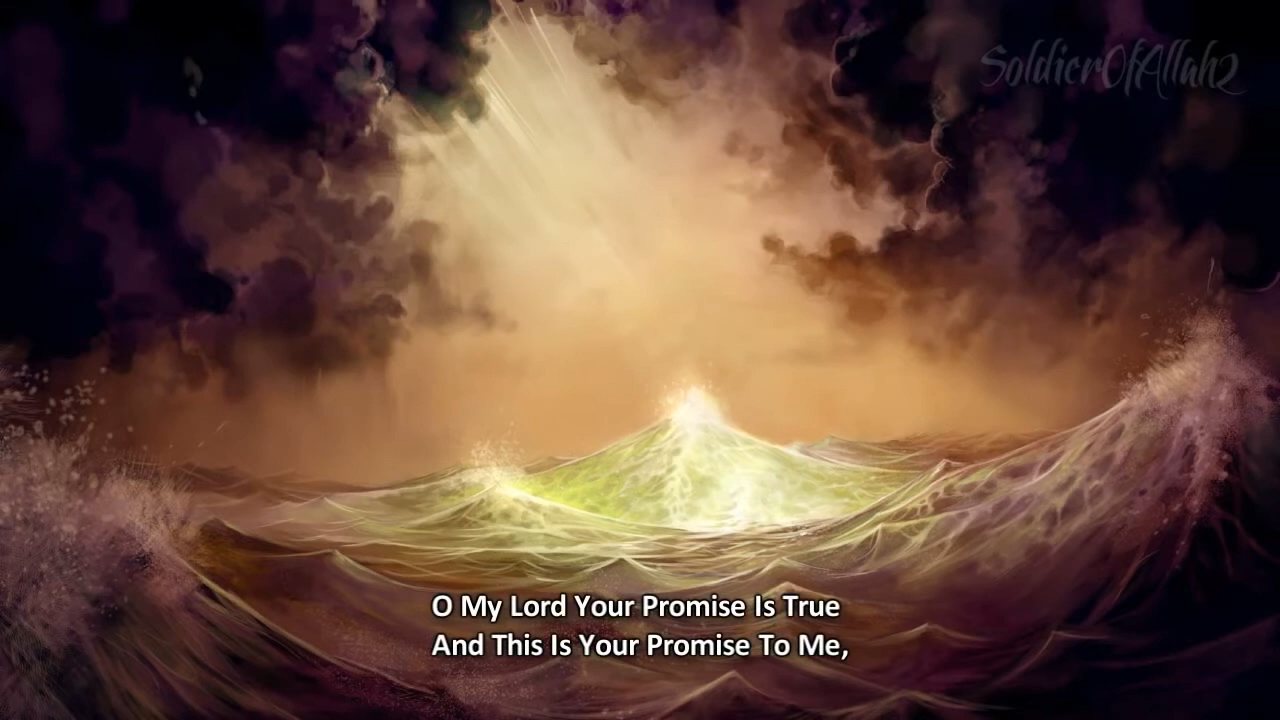 SoldierOfAllah2
O My Lord Your Promise Is True
And This Is Your Promise To Me,